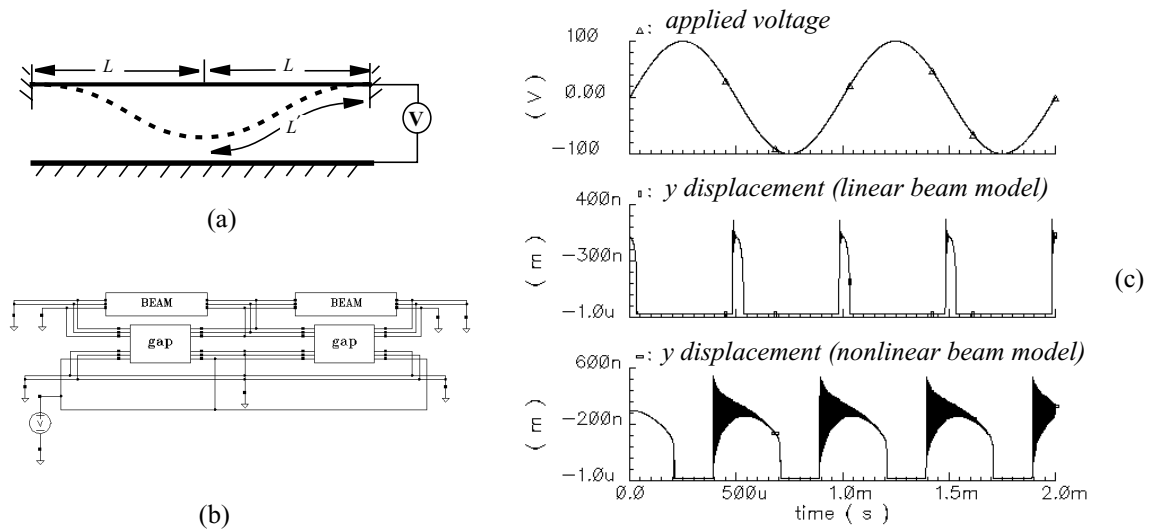 L L
L'
V
(a)
BEAM BEAM
gap gap
V
(b)
: applied voltage
100
0.00
-100
( V )
: y displacement (linear beam model)
400n
-300n
-1.0u
( m )
(c)
: y displacement (nonlinear beam model)
600n
-200n
-1.0u
( m )
0.0 500u 1.0m 1.5m 2.0m
time ( s )